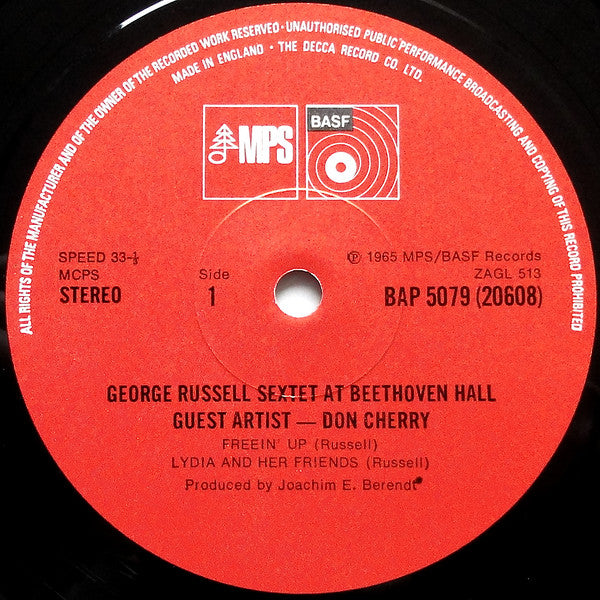 ALL RIGHTS OF THE MANUFACTURER AND OF THE OWNER OF THE RECORDED WORK RESERVED · UNAUTHORISED PUBLIC PERFORMANCE BROADCASTING AND COPYING OF THIS RECORD PROHIBITED
MADE IN ENGLAND · THE DECCA RECORD CO. LTD.
MPS
BASF
SPEED 33-⅓
MCPS
STEREO
Side
1
Ⓟ 1965 MPS/BASF Records
ZAGL 513
BAP 5079 (20608)
GEORGE RUSSELL SEXTET AT BEETHOVEN HALL
GUEST ARTIST — DON CHERRY
FREEIN' UP (Russell)
LYDIA AND HER FRIENDS (Russell)
Produced by Joachim E. Berendt